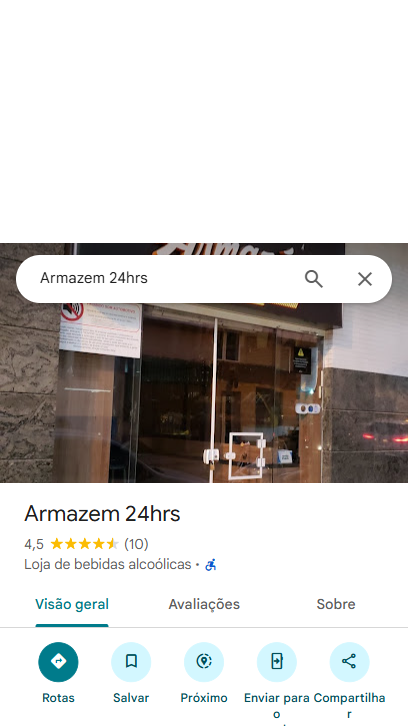 Armazem 24hrs
Armazem 24hrs
4,5 (10)
Loja de bebidas alcoólicas •
Visão geral
Avaliações
Sobre
Rotas
Salvar
Próximo
Enviar para
o
Compartilha
r